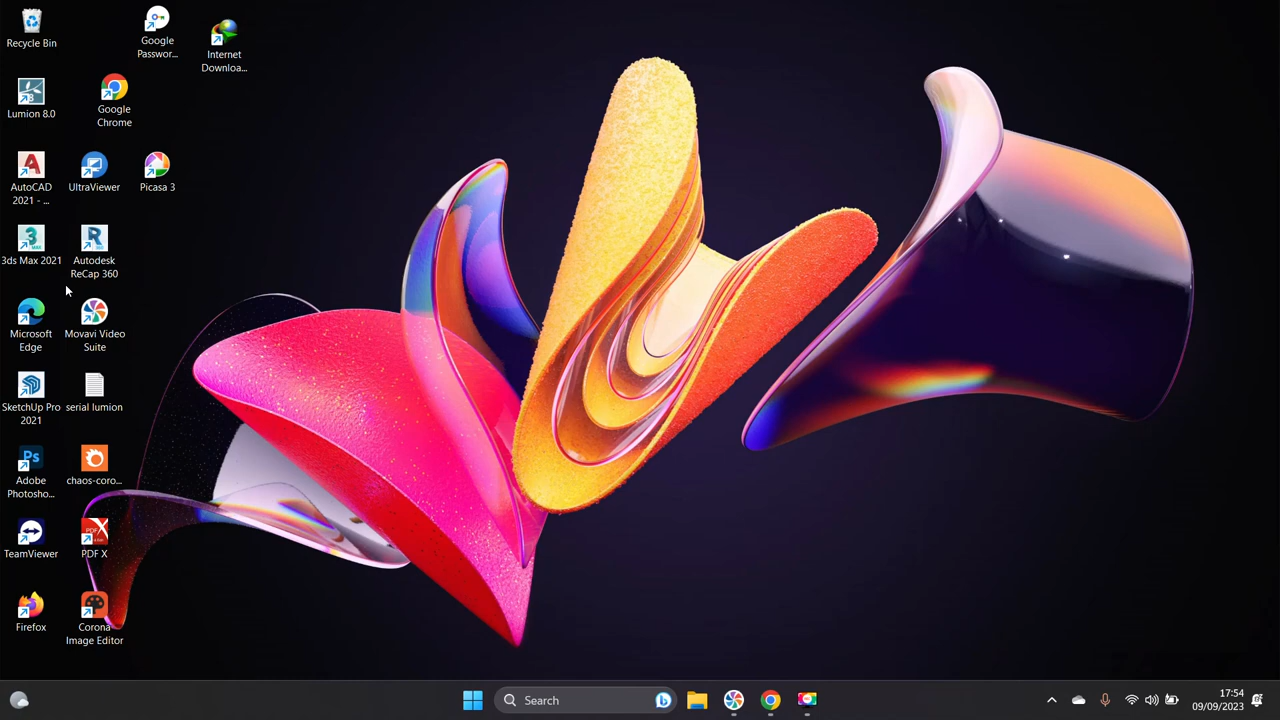 Recycle Bin
Google
Passwor...
Internet
Downloa...
Lumion 8.0
Google
Chrome
AutoCAD
2021 - ...
UltraViewer
Picasa 3
3ds Max 2021
Autodesk
ReCap 360
Microsoft
Edge
Movavi Video
Suite
SketchUp Pro
2021
serial lumion
Adobe
Photosho...
chaos-coro...
TeamViewer
PDF X
Firefox
Corona
Image Editor
Search
17:54
09/09/2023